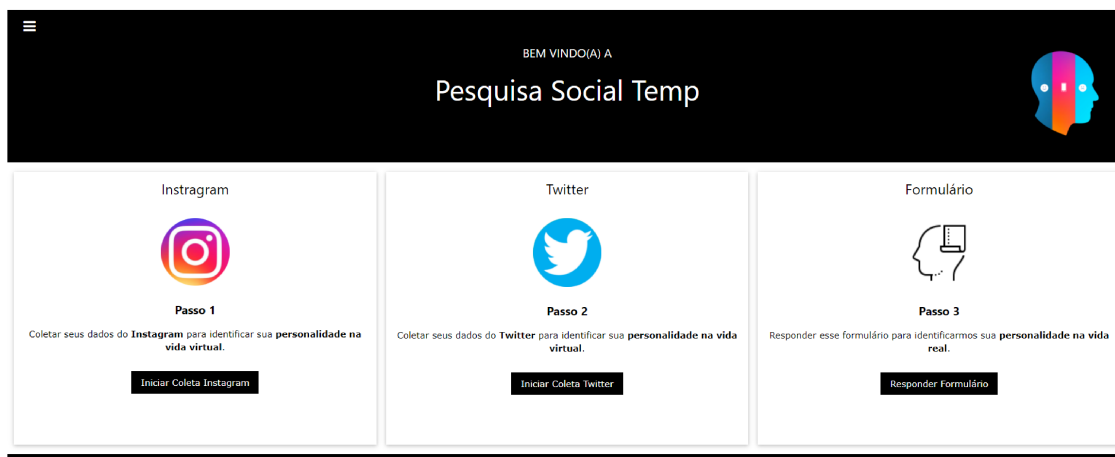 BEM VINDO(A) A
Pesquisa Social Temp
Instragram
Passo 1
Coletar seus dados do Instagram para identificar sua personalidade na
vida virtual.
Iniciar Coleta Instagram
Twitter
Passo 2
Coletar seus dados do Twitter para identificar sua personalidade na vida
virtual.
Iniciar Coleta Twitter
Formulário
Passo 3
Responder esse formulário para identificarmos sua personalidade na vida
real.
Responder Formulário